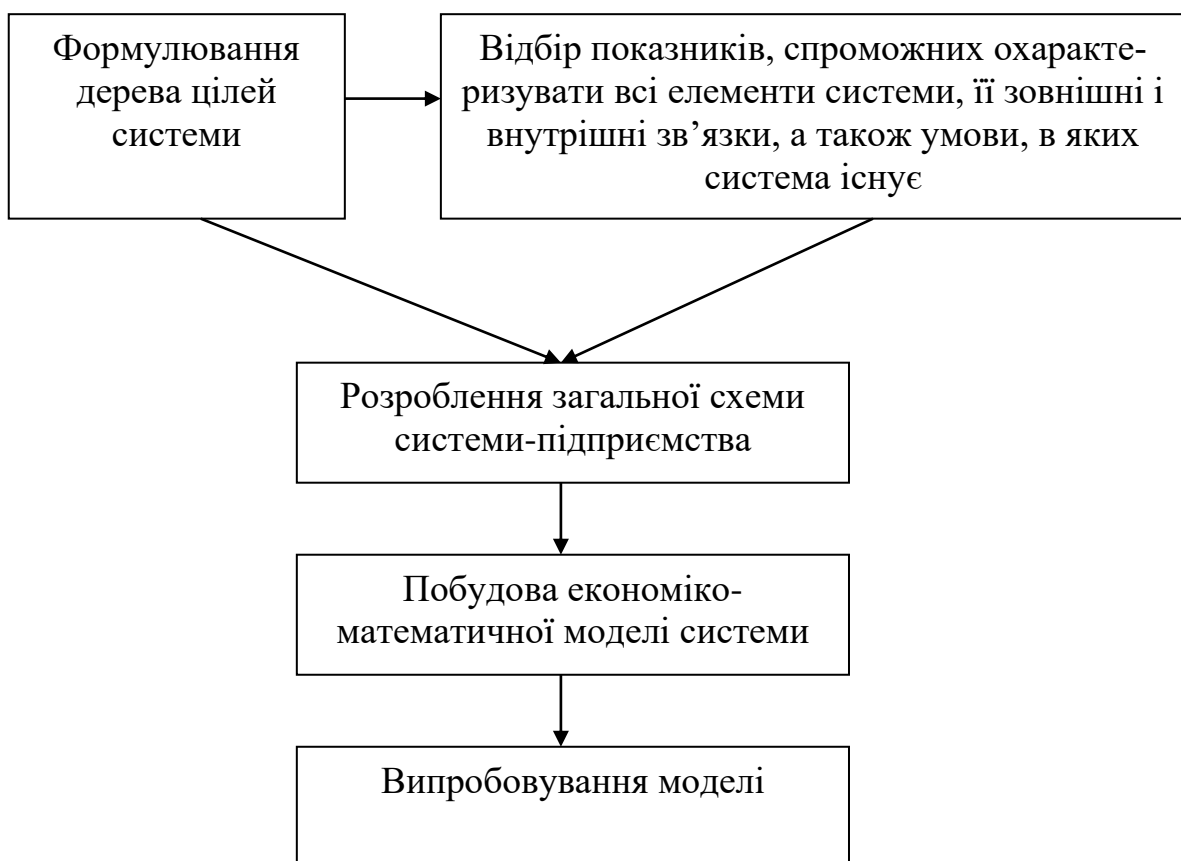 Формулювання
дерева цілей
системи
Відбір показників, спроможних охаракте-
ризувати всі елементи системи, її зовнішні і
внутрішні зв’язки, а також умови, в яких
система існує
Розроблення загальної схеми
системи-підприємства
Побудова економіко-
математичної моделі системи
Випробовування моделі